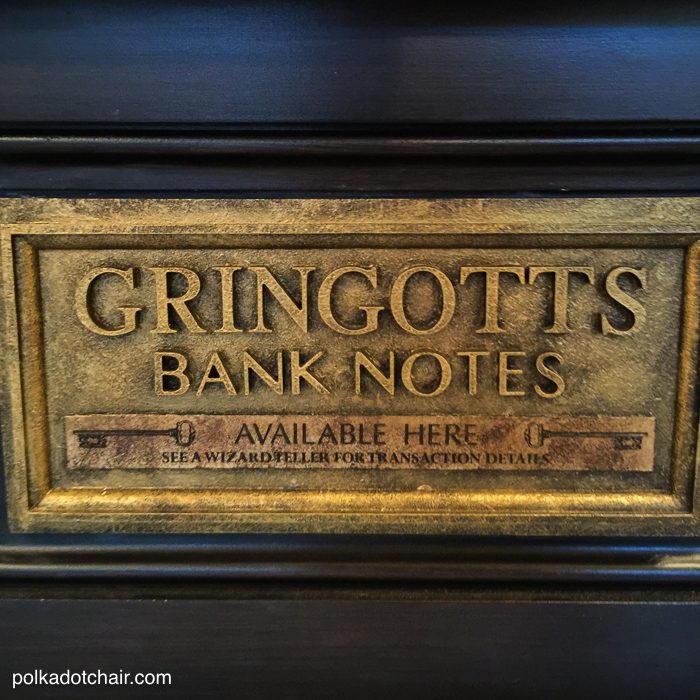 GRINGOTTS
BANK NOTES
AVAILABLE HERE
SEE A WIZARD TELLER FOR TRANSACTION DETAILS
polkadotchair.com